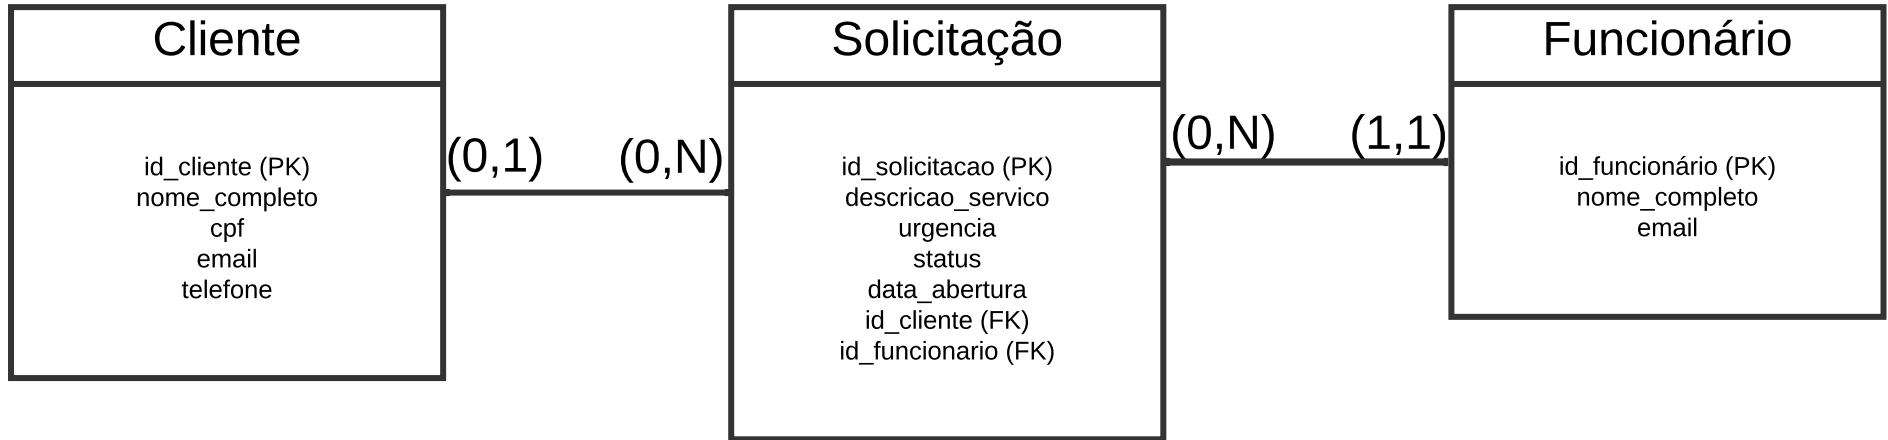 Cliente
id_cliente (PK)
nome_completo
cpf
email
telefone
(0,1)
(0,N)
Solicitação
id_solicitacao (PK)
descricao_servico
urgencia
status
data_abertura
id_cliente (FK)
id_funcionario (FK)
(0,N)
(1,1)
Funcionário
id_funcionário (PK)
nome_completo
email